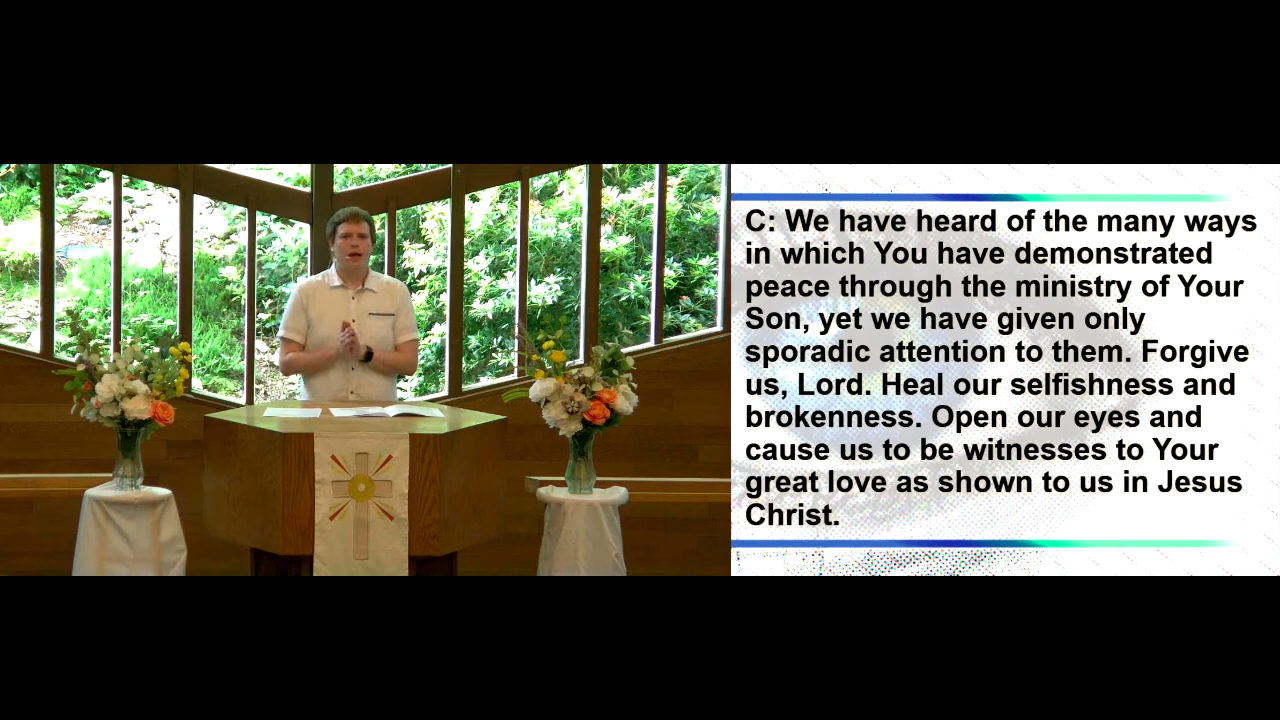 C: We have heard of the many ways
in which You have demonstrated
peace through the ministry of Your
Son, yet we have given only
sporadic attention to them. Forgive
us, Lord. Heal our selfishness and
brokenness. Open our eyes and
cause us to be witnesses to Your
great love as shown to us in Jesus
Christ.